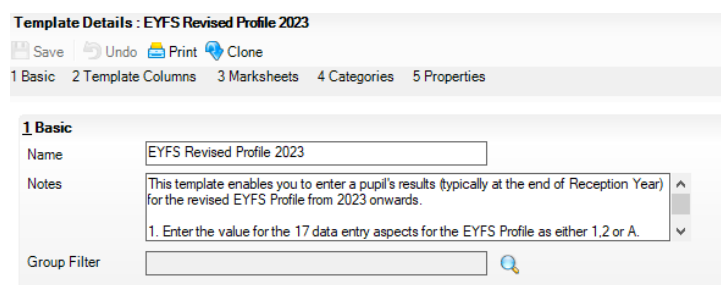 Template Details : EYFS Revised Profile 2023
Save Undo Print Clone
1 Basic 2 Template Columns 3 Marksheets 4 Categories 5 Properties
1 Basic
Name EYFS Revised Profile 2023
Notes This template enables you to enter a pupil's results (typically at the end of Reception Year)
for the revised EYFS Profile from 2023 onwards.
1. Enter the value for the 17 data entry aspects for the EYFS Profile as either 1,2 or A.
Group Filter